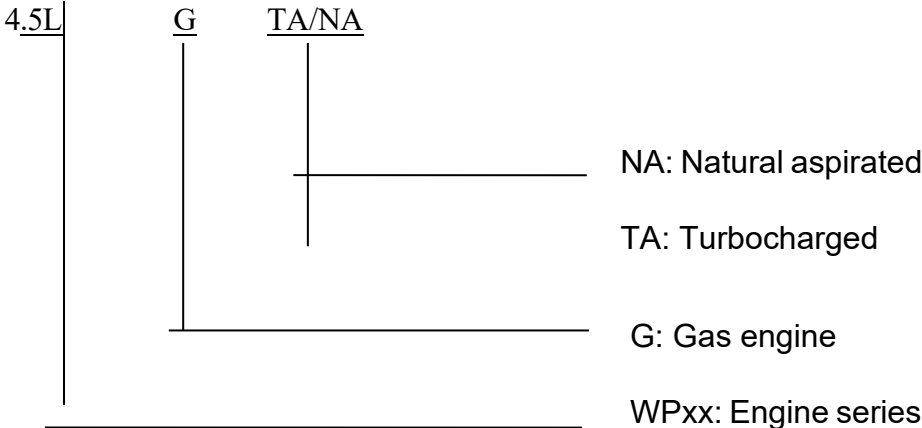 4.5L G TA/NA
NA: Natural aspirated
TA: Turbocharged
G: Gas engine
WPxx: Engine series